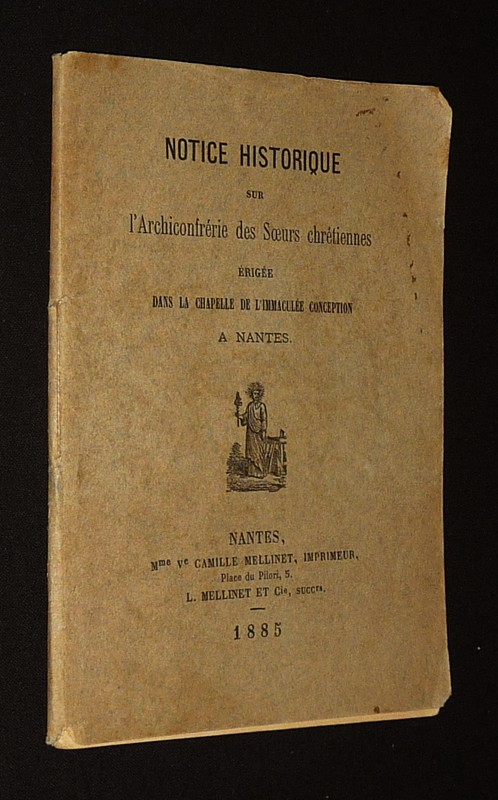 NOTICE HISTORIQUE
SUR
l'Archiconfrérie des Sœurs chrétiennes
ÉRIGÉE
DANS LA CHAPELLE DE L'IMMACULÉE CONCEPTION
A NANTES.
NANTES,
Mme Ve CAMILLE MELLINET, IMPRIMEUR,
Place du Pilori, 5.
L. MELLINET ET Cie, SUCCrs.
1885